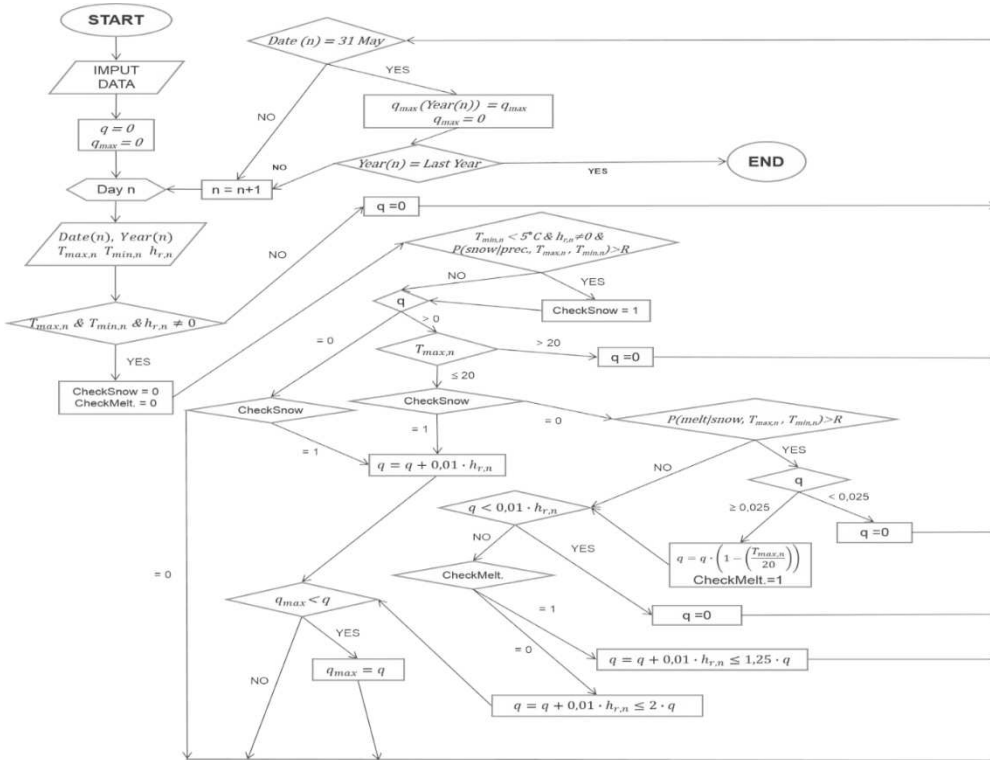 START
IMPUT
DATA
q = 0
q_max = 0
Day n
Date(n), Year(n)
T_max,n T_min,n h_r,n
T_max,n & T_min,n & h_r,n ≠ 0
NO
YES
CheckSnow = 0
CheckMelt. = 0
Date (n) = 31 May
YES
NO
q_max(Year(n)) = q_max
q_max = 0
Year(n) = Last Year
NO
YES
END
n = n+1
q =0
T_min,n < 5°C & h_r,n ≠0 &
P(snow|prec., T_max,n , T_min,n)>R
NO
YES
CheckSnow = 1
q
> 0
= 0
T_max,n
> 20
q =0
≤ 20
CheckSnow
CheckSnow
= 1
= 0
= 1
= 0
q = q + 0,01 · h_r,n
P(melt|snow, T_max,n , T_min,n)>R
YES
NO
q
≥ 0,025
< 0,025
q =0
q = q · (1 − (T_max,n
20))
CheckMelt.=1
q < 0,01 · h_r,n
NO
YES
q =0
CheckMelt.
= 1
= 0
q = q + 0,01 · h_r,n ≤ 1,25 · q
q = q + 0,01 · h_r,n ≤ 2 · q
q_max < q
YES
NO
q_max = q